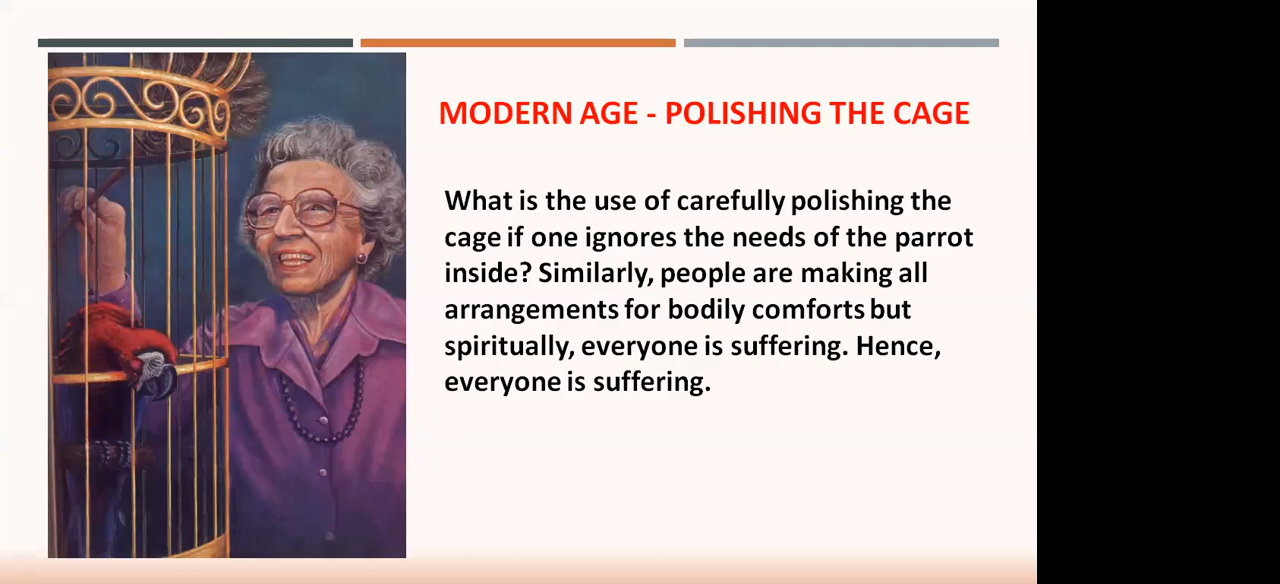 MODERN AGE - POLISHING THE CAGE
What is the use of carefully polishing the
cage if one ignores the needs of the parrot
inside? Similarly, people are making all
arrangements for bodily comforts but
spiritually, everyone is suffering. Hence,
everyone is suffering.